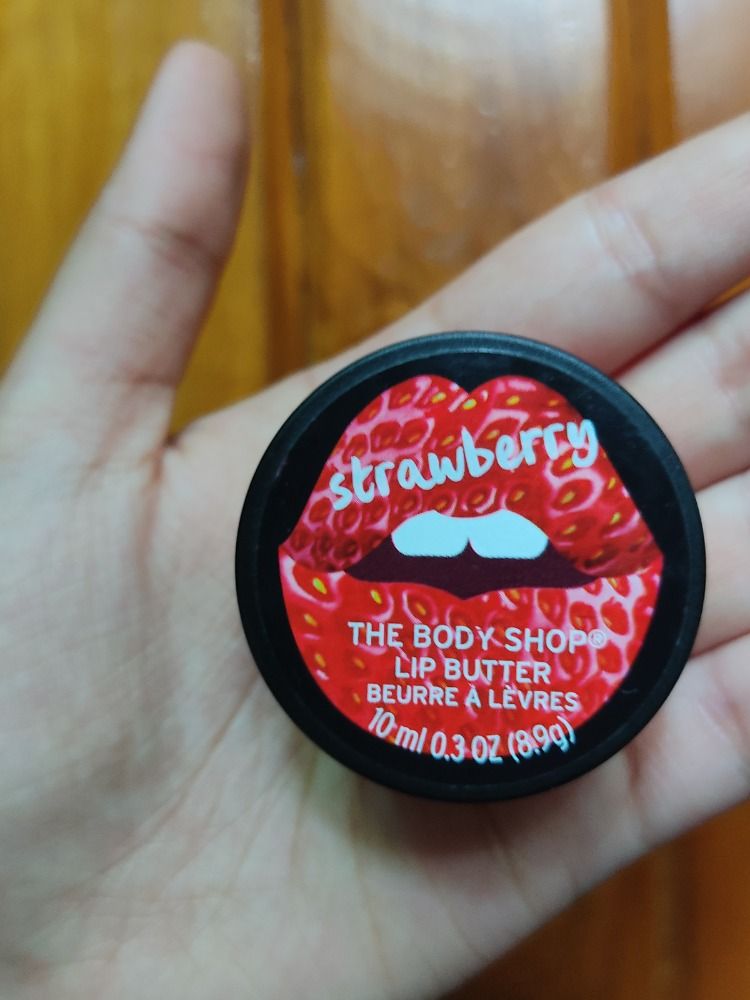 strawberry
THE BODY SHOP®
LIP BUTTER
BEURRE À LÈVRES
10 ml 0.3 OZ (8.9g)